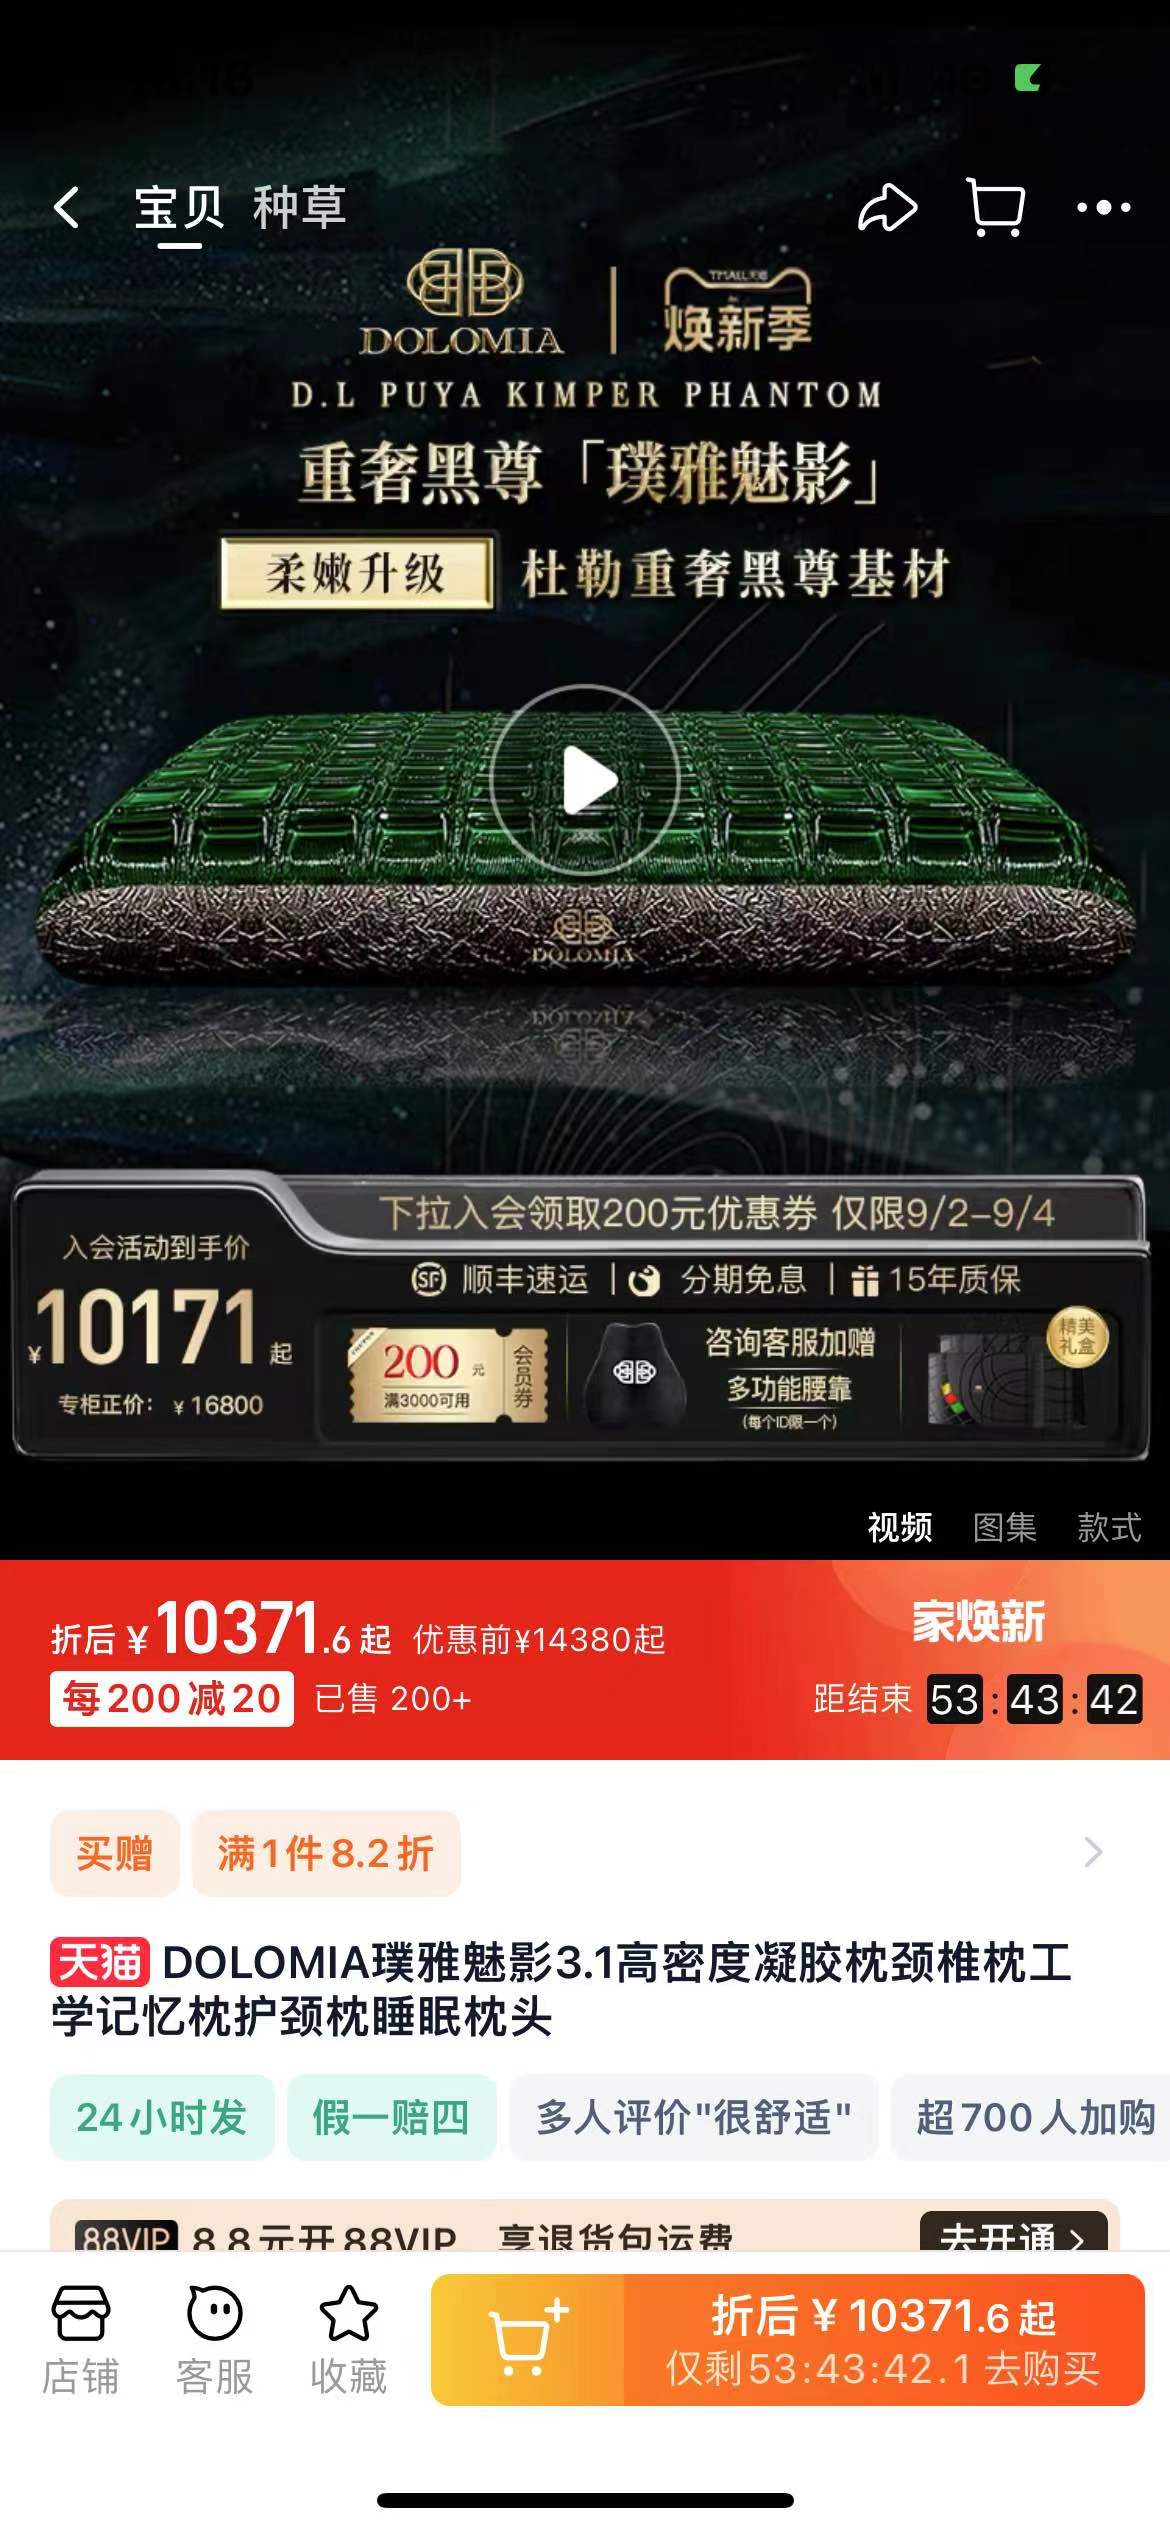 宝贝 种草
DOLOMIA
TMALL天猫
焕新季
D.L PUYA KIMPER PHANTOM
重奢黑尊「璞雅魅影」
柔嫩升级 杜勒重奢黑尊基材
DOLOMIA
下拉入会领取200元优惠券 仅限9/2-9/4
入会活动到手价
¥10171起
专柜正价：¥16800
SF 顺丰速运 | 分期免息 | 15年质保
200元
满3000可用
会员券
咨询客服加赠
多功能腰靠
(每个ID限一个)
精美
礼盒
视频 图集 款式
折后 ¥10371.6 起 优惠前¥14380起
家焕新
每200减20 已售 200+
距结束 53:43:42
买赠 满1件8.2折
天猫 DOLOMIA璞雅魅影3.1高密度凝胶枕颈椎枕工
学记忆枕护颈枕睡眠枕头
24小时发 假一赔四 多人评价"很舒适" 超700人加购
88VIP 8.8元开88VIP 享退货包运费 去开通
店铺 客服 收藏
折后 ¥ 10371.6 起
仅剩53:43:42.1 去购买